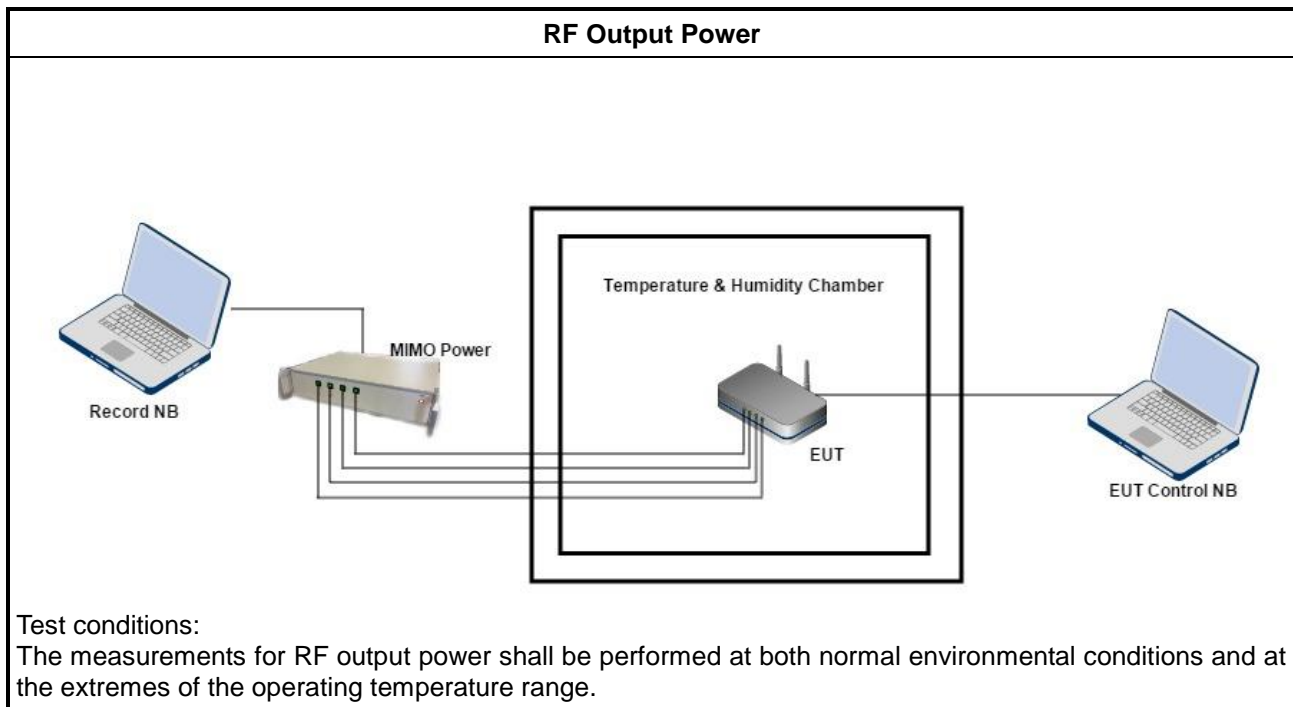 RF Output Power
Temperature & Humidity Chamber
MIMO Power
Record NB
EUT
EUT Control NB
Test conditions:
The measurements for RF output power shall be performed at both normal environmental conditions and at
the extremes of the operating temperature range.